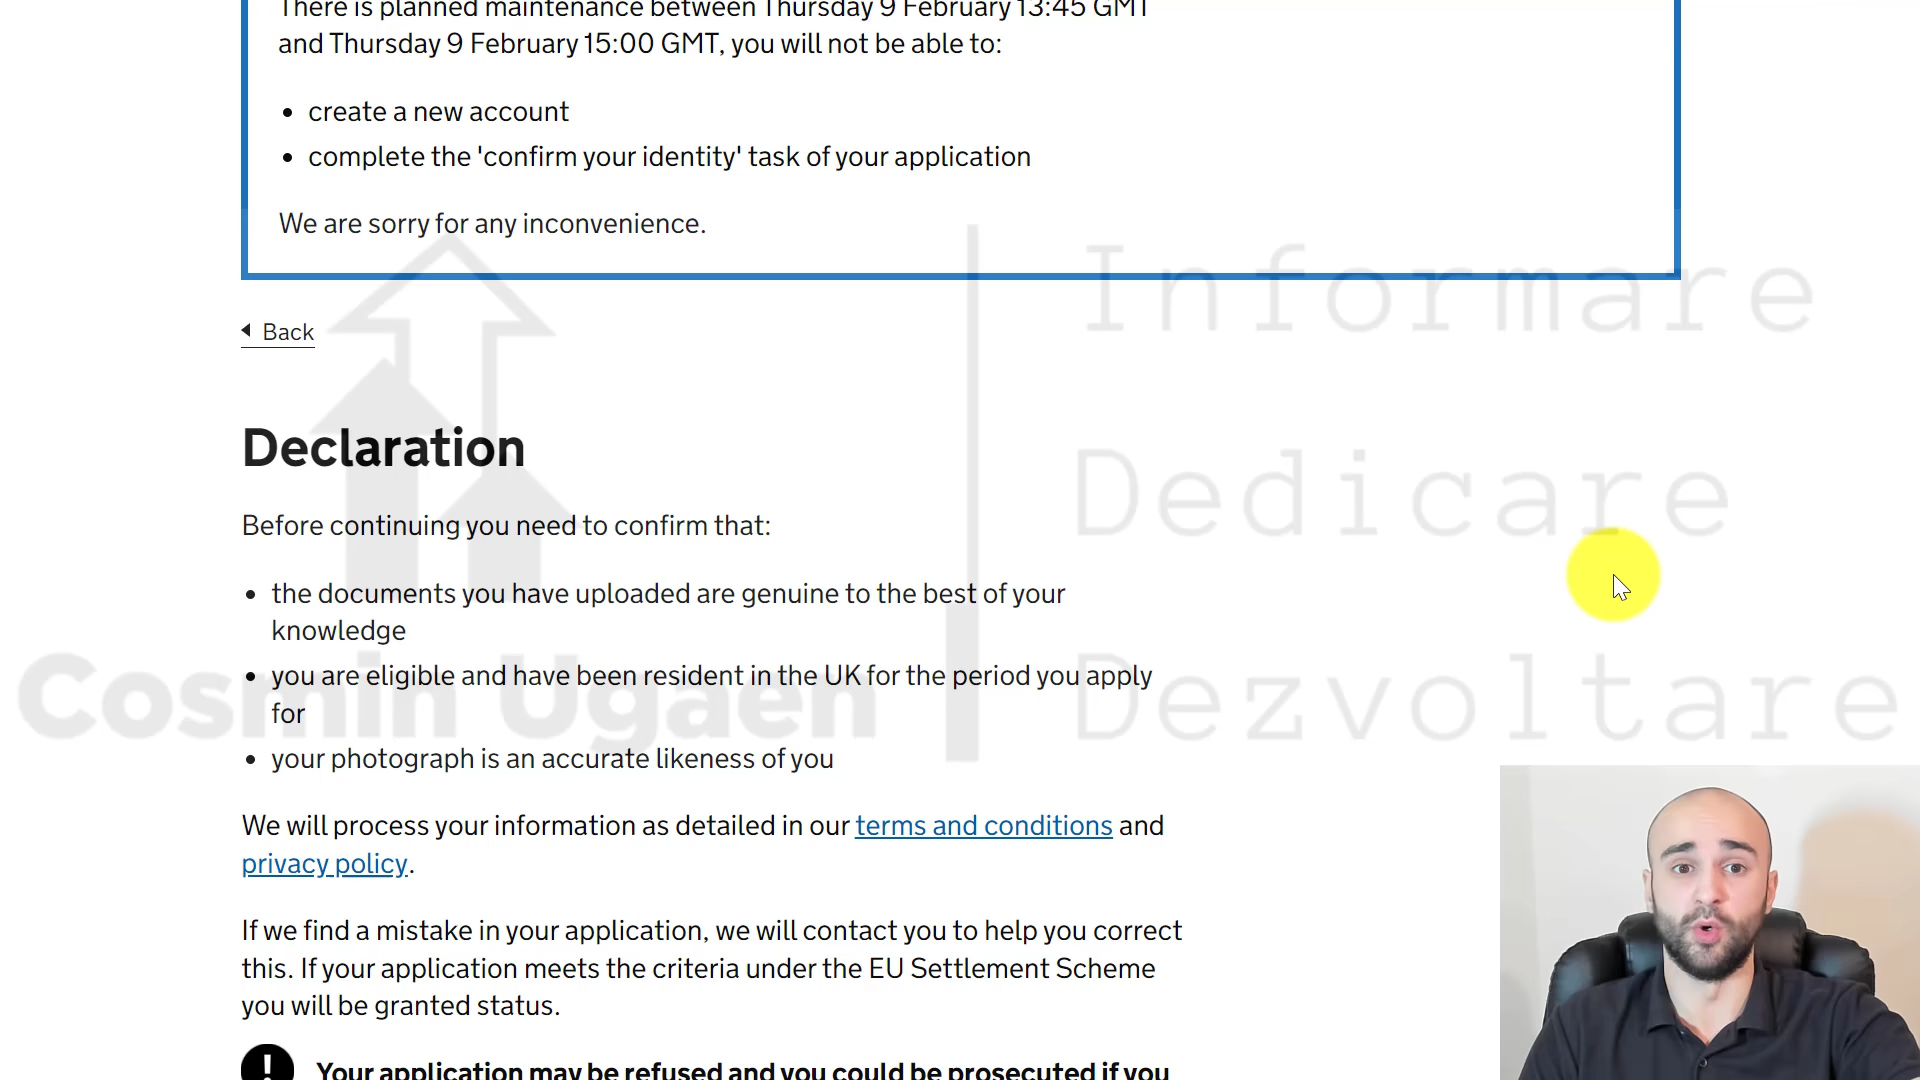 There is planned maintenance between Thursday 9 February 13:45 GMT
and Thursday 9 February 15:00 GMT, you will not be able to:
• create a new account
• complete the 'confirm your identity' task of your application
We are sorry for any inconvenience.
Informare
Back
Declaration
Dedicare
Before continuing you need to confirm that:
• the documents you have uploaded are genuine to the best of your
knowledge
• you are eligible and have been resident in the UK for the period you apply
for
Cosmin Ugaen
Dezvoltare
• your photograph is an accurate likeness of you
We will process your information as detailed in our terms and conditions and
privacy policy.
If we find a mistake in your application, we will contact you to help you correct
this. If your application meets the criteria under the EU Settlement Scheme
you will be granted status.
! Your application may be refused and you could be prosecuted if you